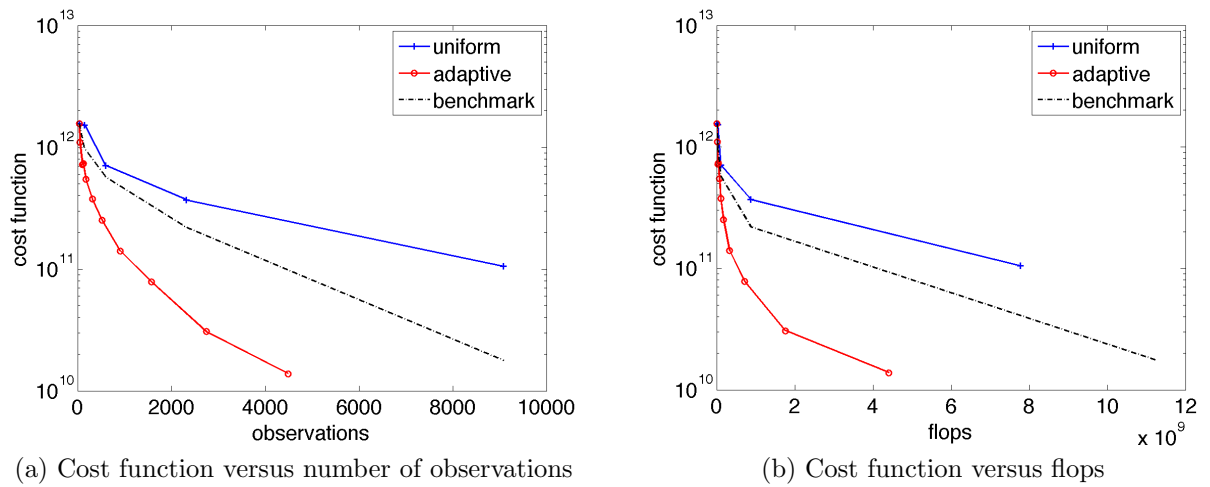 10^13
10^12
10^11
10^10
cost function
uniform
adaptive
benchmark
0 2000 4000 6000 8000 10000
observations
(a) Cost function versus number of observations
10^13
10^12
10^11
10^10
cost function
uniform
adaptive
benchmark
0 2 4 6 8 10 12
flops
x 10^9
(b) Cost function versus flops